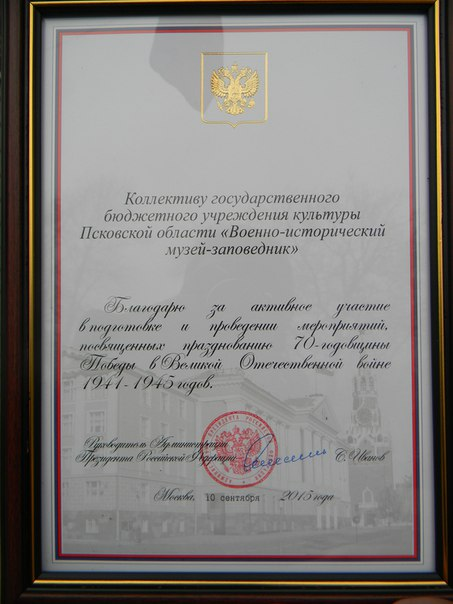 Коллективу государственного
бюджетного учреждения культуры
Псковской области «Военно-исторический
музей-заповедник»
Благодарю за активное участие
в подготовке и проведении мероприятий,
посвященных празднованию 70-годовщины
Победы в Великой Отечественной войне
1941-1945 годов.
Руководитель Администрации
Президента Российской Федерации С.Иванов
Москва, 10 сентября 2015 года